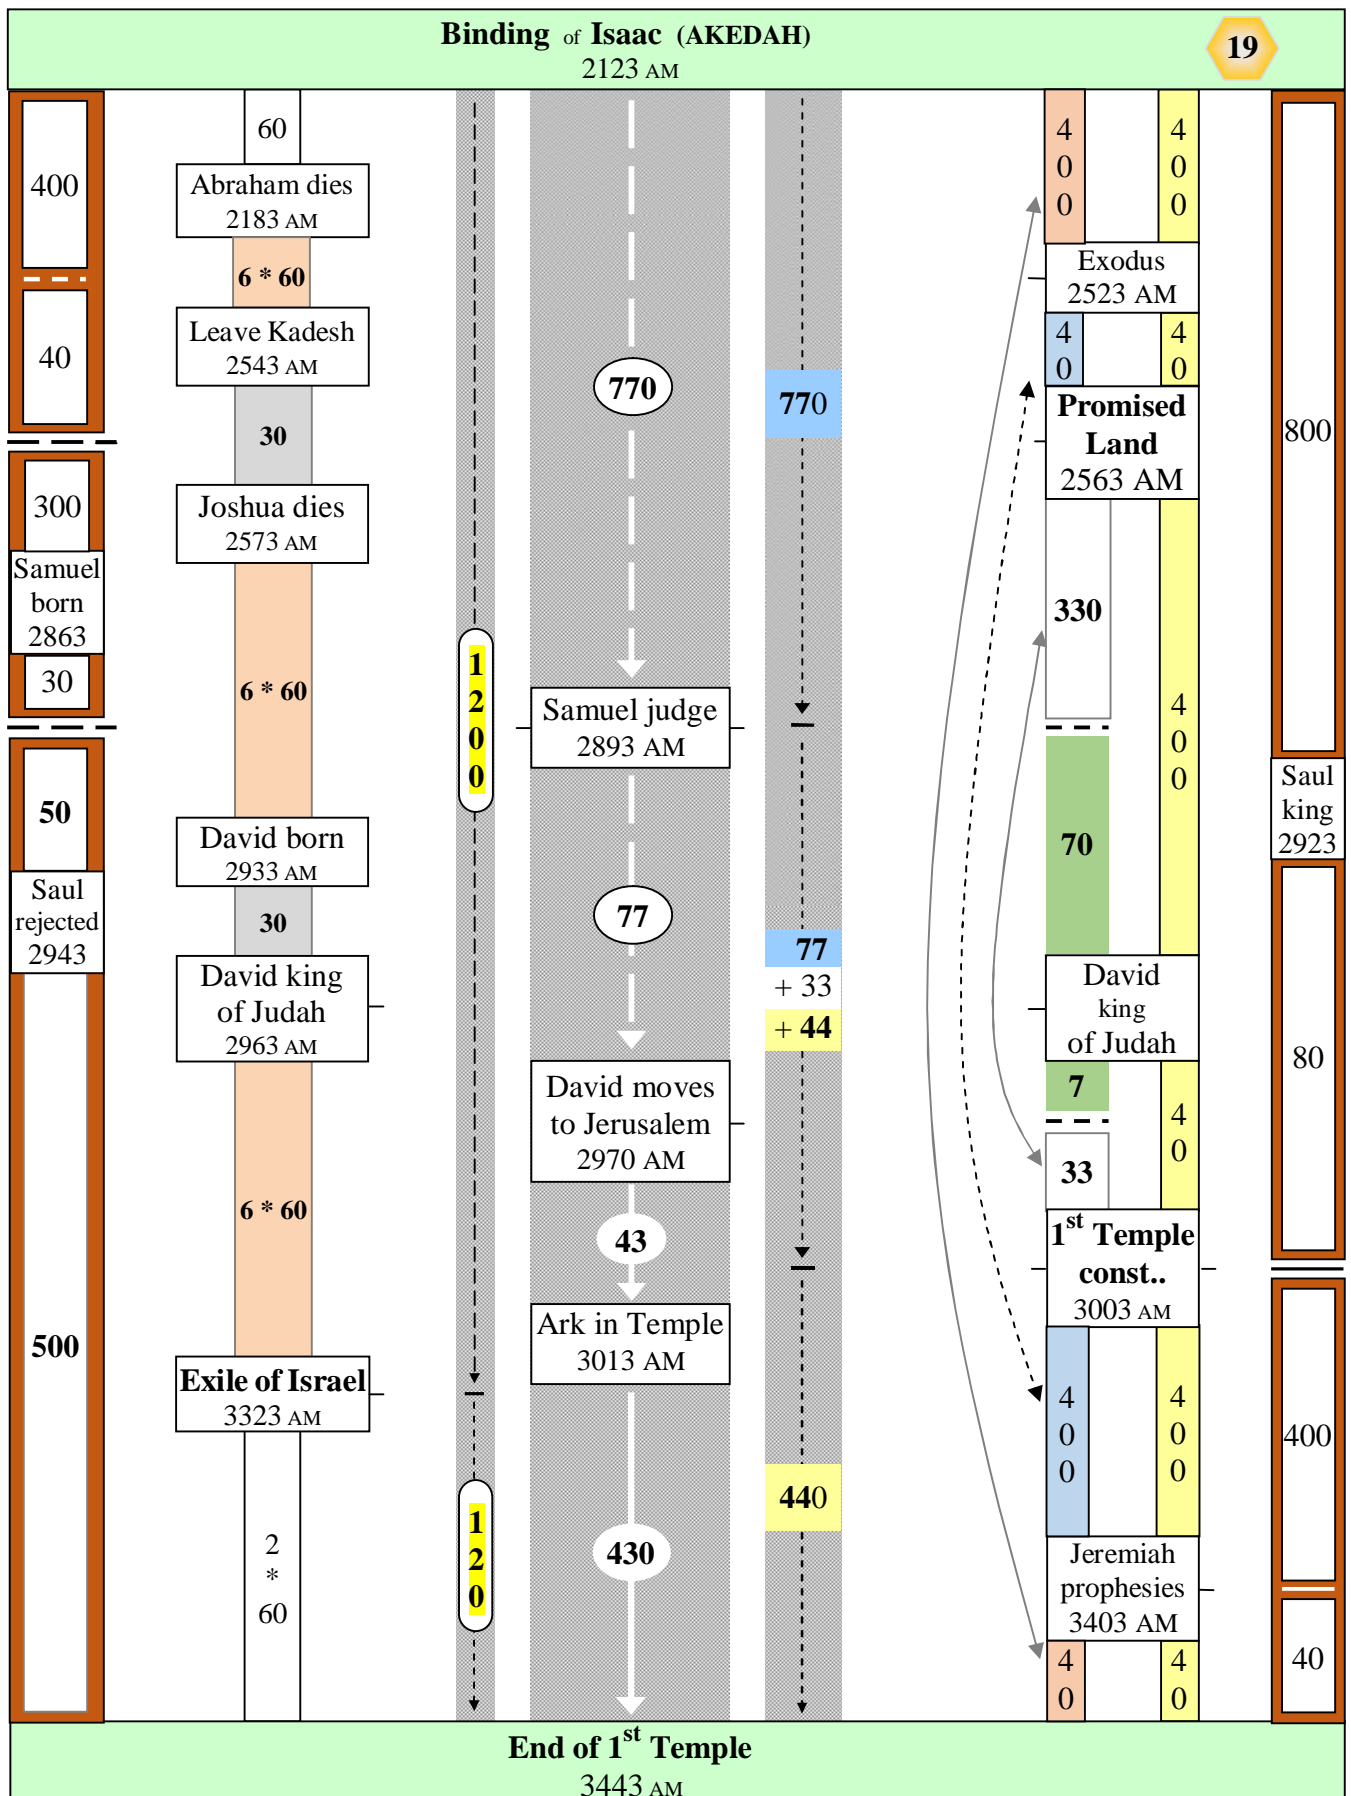 Binding of Isaac (AKEDAH)
2123 AM
19
400
40
300
Samuel
born
2863
30
50
Saul
rejected
2943
500
60
Abraham dies
2183 AM
6 * 60
Leave Kadesh
2543 AM
30
Joshua dies
2573 AM
6 * 60
David born
2933 AM
30
David king
of Judah
2963 AM
6 * 60
Exile of Israel
3323 AM
2
*
60
1
2
0
0
1
2
0
770
Samuel judge
2893 AM
77
David moves
to Jerusalem
2970 AM
43
Ark in Temple
3013 AM
430
770
77
+ 33
+ 44
440
4
0
0
4
0
0
Exodus
2523 AM
4
0
4
0
Promised
Land
2563 AM
330
4
0
0
70
David
king
of Judah
7
4
0
33
1st Temple
const..
3003 AM
4
0
0
4
0
0
Jeremiah
prophesies
3403 AM
4
0
4
0
800
Saul
king
2923
80
400
40
End of 1st Temple
3443 AM